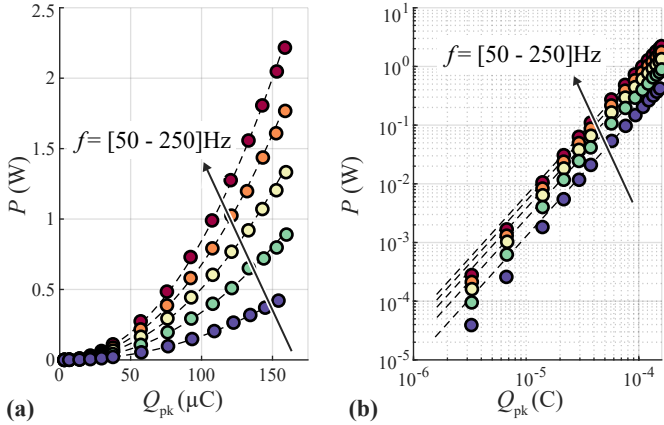 2.5
2
1.5
1
0.5
0
P (W)
f = [50 - 250]Hz
0
50
100
150
Q_pk (μC)
(a)
10^1
10^0
10^-1
10^-2
10^-3
10^-4
10^-5
P (W)
f = [50 - 250]Hz
10^-6
10^-5
10^-4
Q_pk (C)
(b)